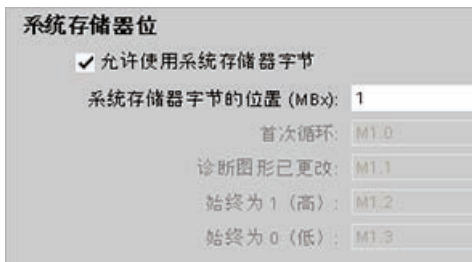 系统存储器位
允许使用系统存储器字节
系统存储器字节的位置 (MBx): 1
首次循环: M1.0
诊断图形已更改: M1.1
始终为 1（高）: M1.2
始终为 0（低）: M1.3